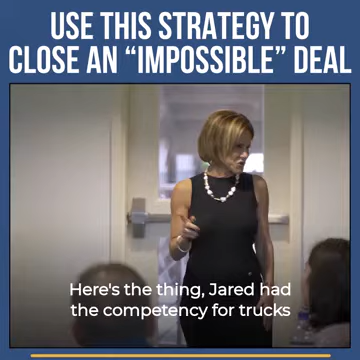 USE THIS STRATEGY TO
CLOSE AN “IMPOSSIBLE” DEAL
Here's the thing, Jared had
the competency for trucks